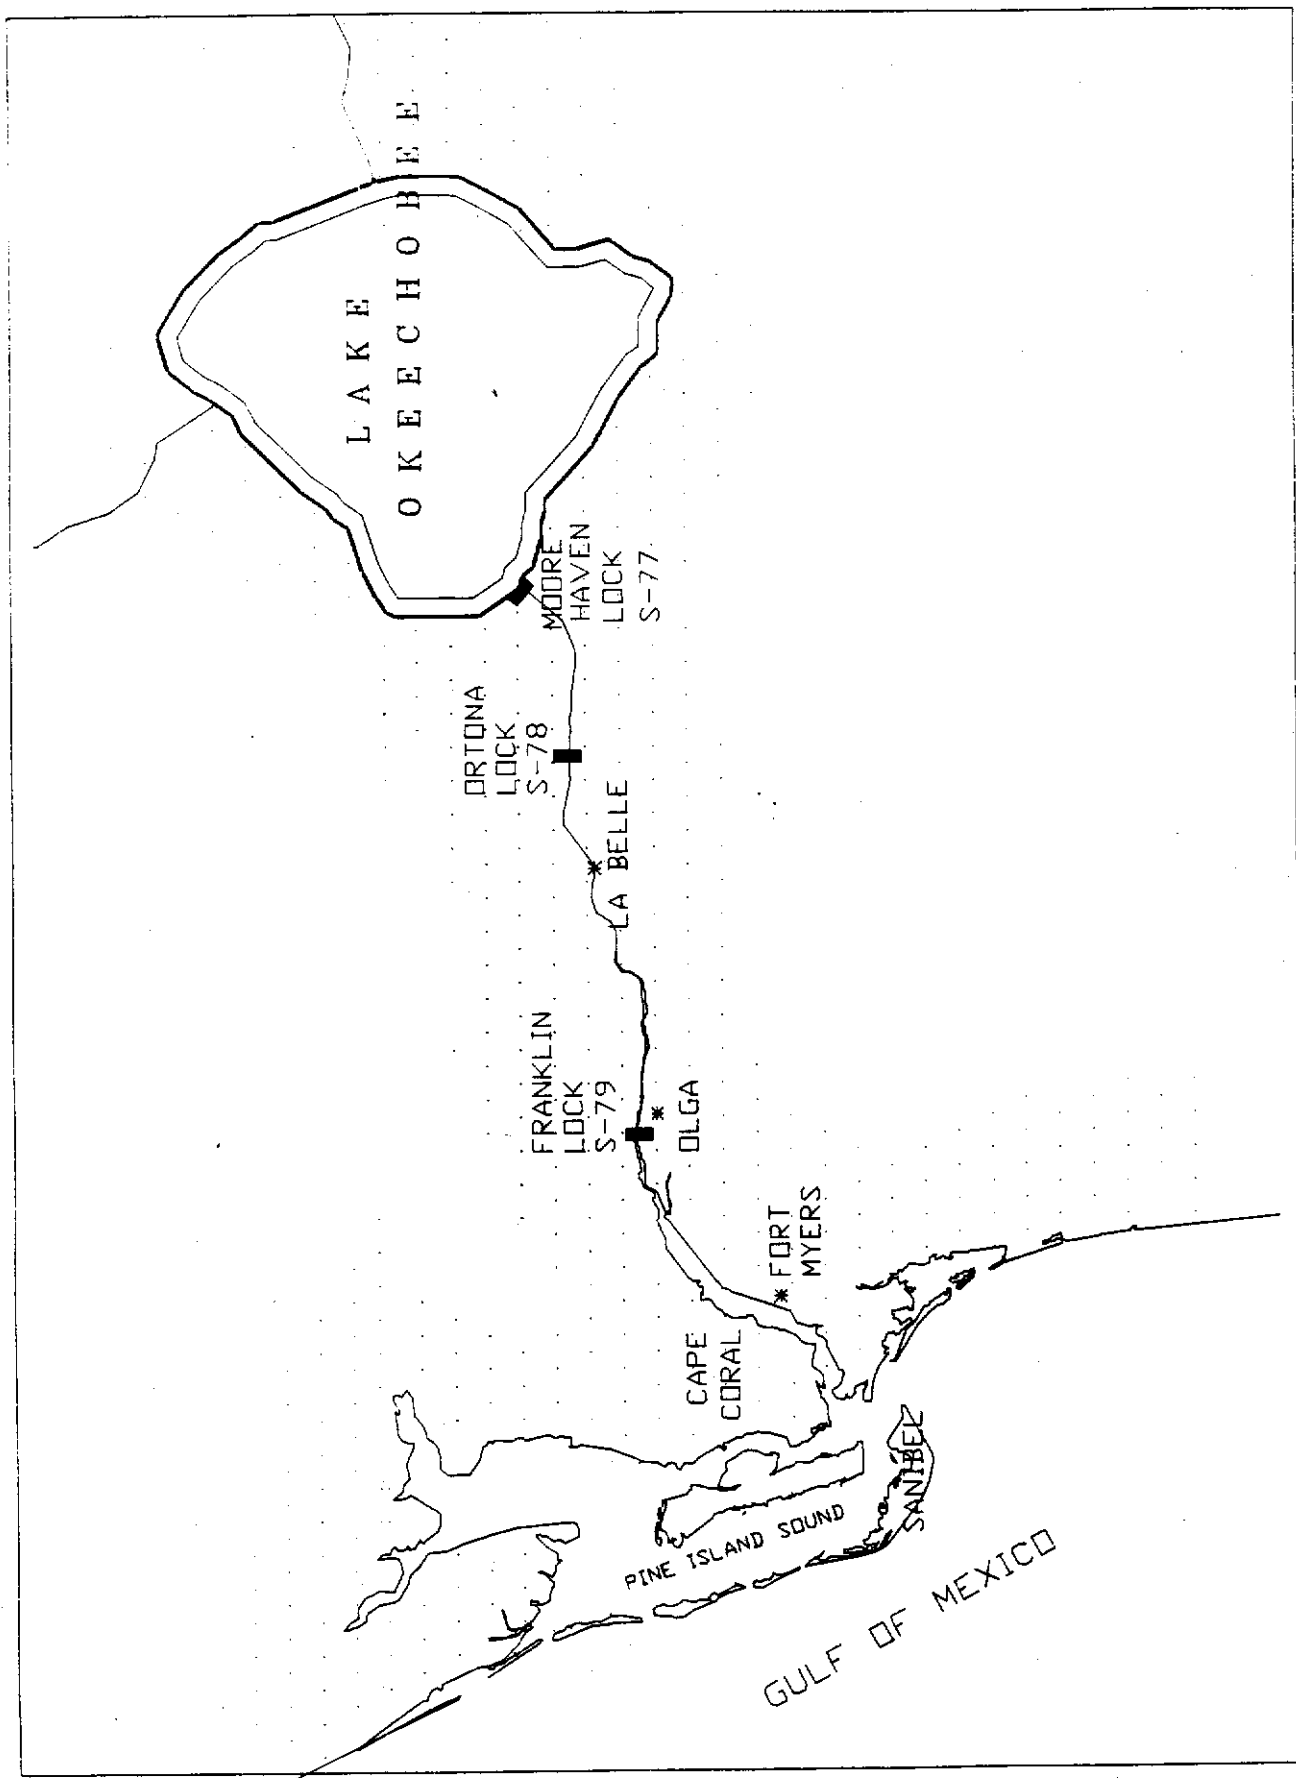 LAKE
OKEECHOBEE
MOORE
HAVEN
LOCK
S-77
ORTONA
LOCK
S-78
LA BELLE
FRANKLIN
LOCK
S-79
OLGA
FORT
MYERS
CAPE
CORAL
SANIBEL
PINE ISLAND SOUND
GULF OF MEXICO